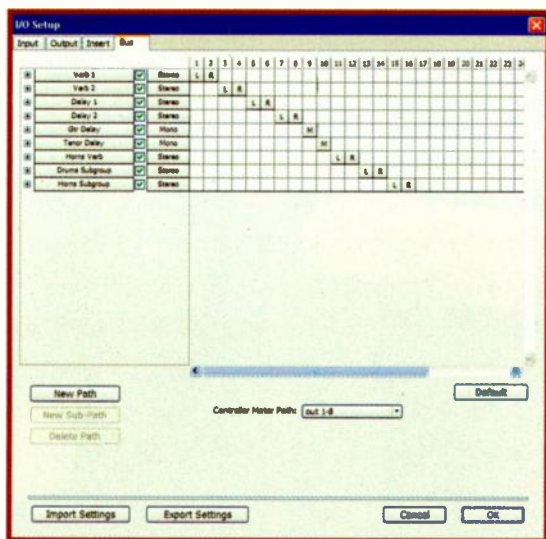 I/O Setup
Input Output Insert Bus
1 2 3 4 5 6 7 8 9 10 11 12 13 14 15 16 17 18 19 20 21 22 23
Verb 1 Stereo L R
Verb 2 Stereo L R
Delay 1 Stereo L R
Delay 2 Stereo L R
Gtr Delay Mono M
Tenor Delay Mono M
Horns Verb Stereo L R
Drums Subgroup Stereo L R
Horns Subgroup Stereo L R
New Path
Default
New Sub-Path
Controller Meter Path: out 1-8
Delete Path
Import Settings Export Settings Cancel OK